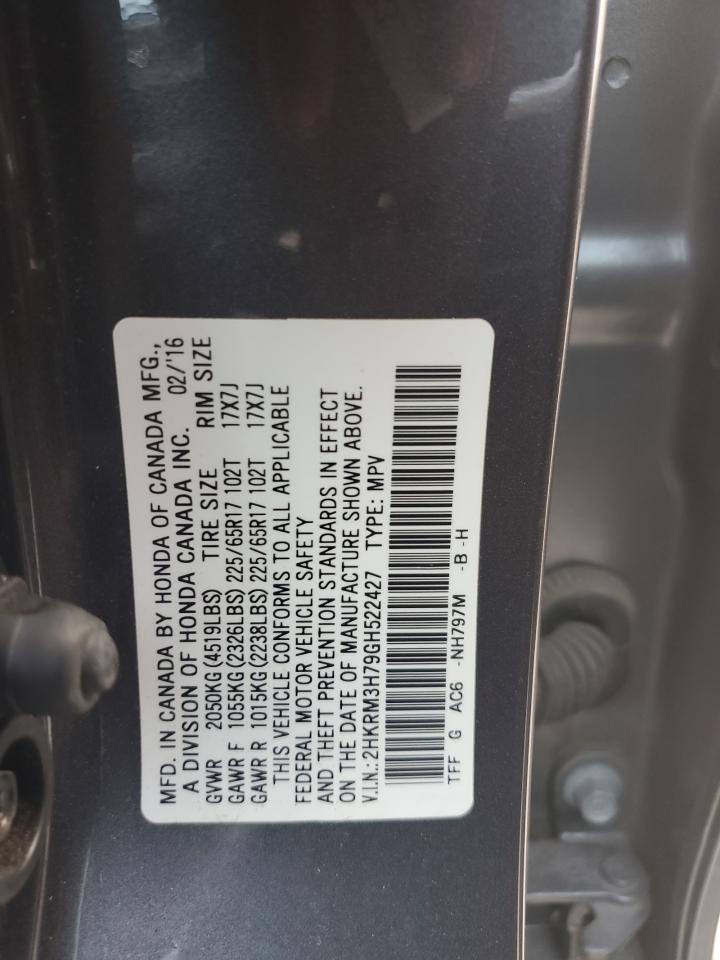 MFD. IN CANADA BY HONDA OF CANADA MFG.,
A DIVISION OF HONDA CANADA INC. 02/'16
GVWR 2050KG(4519LBS) TIRE SIZE RIM SIZE
GAWR F 1055KG(2326LBS) 225/65R17 102T 17X7J
GAWR R 1015KG(2238LBS) 225/65R17 102T 17X7J
THIS VEHICLE CONFORMS TO ALL APPLICABLE
FEDERAL MOTOR VEHICLE SAFETY
AND THEFT PREVENTION STANDARDS IN EFFECT
ON THE DATE OF MANUFACTURE SHOWN ABOVE.
V.I.N.:2HKRM3H79GH522427 TYPE: MPV
TFF G AC6 -NH797M -B -H